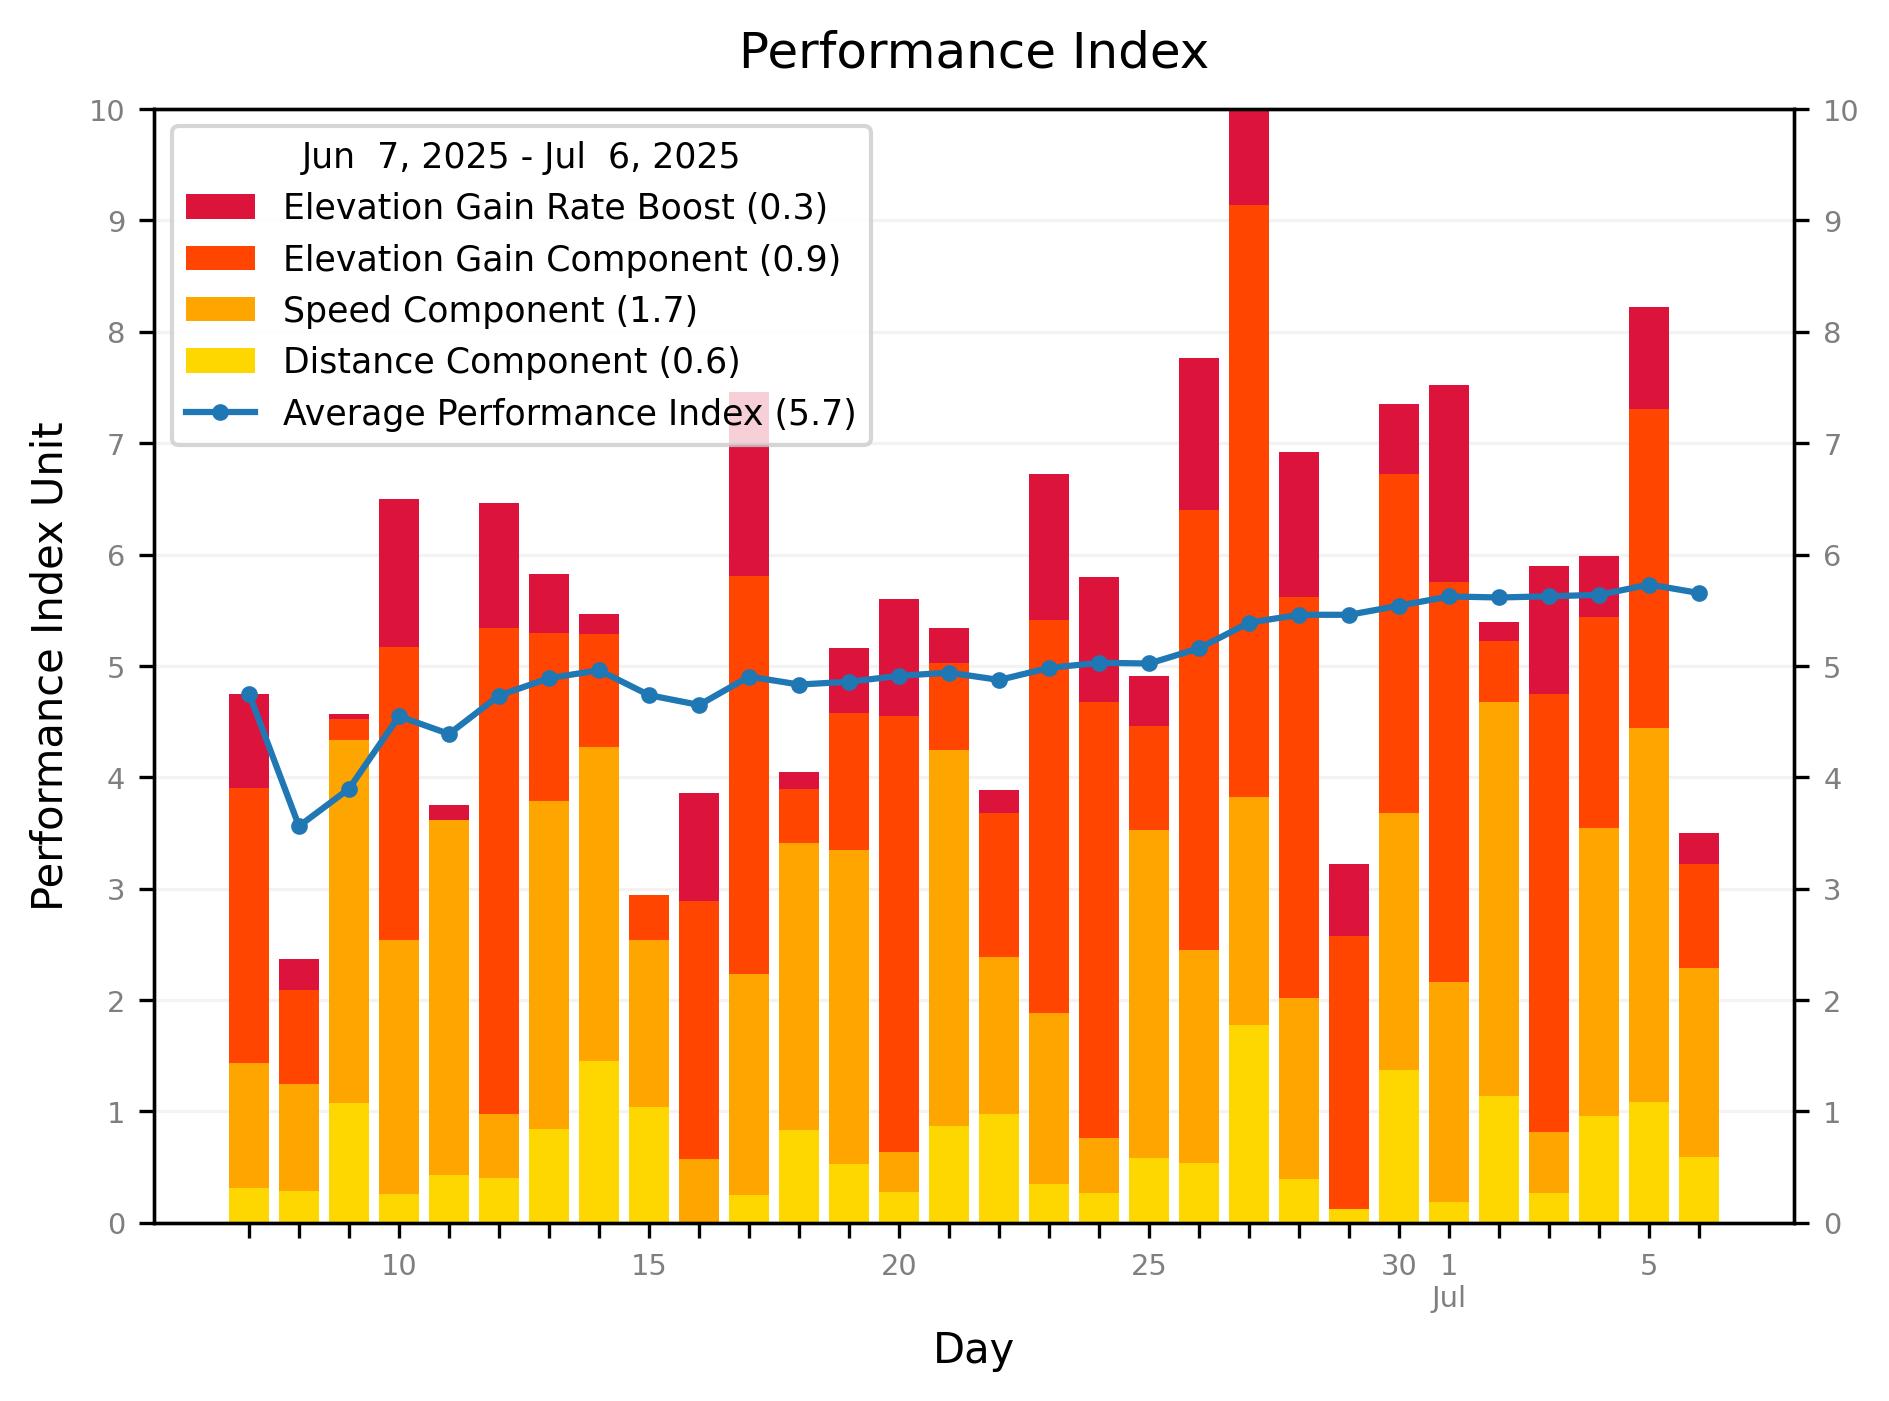 Performance Index
Jun  7, 2025 - Jul  6, 2025
Elevation Gain Rate Boost (0.3)
Elevation Gain Component (0.9)
Speed Component (1.7)
Distance Component (0.6)
Average Performance Index (5.7)
Performance Index Unit
10 10
9 9
8 8
7 7
6 6
5 5
4 4
3 3
2 2
1 1
0 0
10 15 20 25 30 1 5
Jul
Day